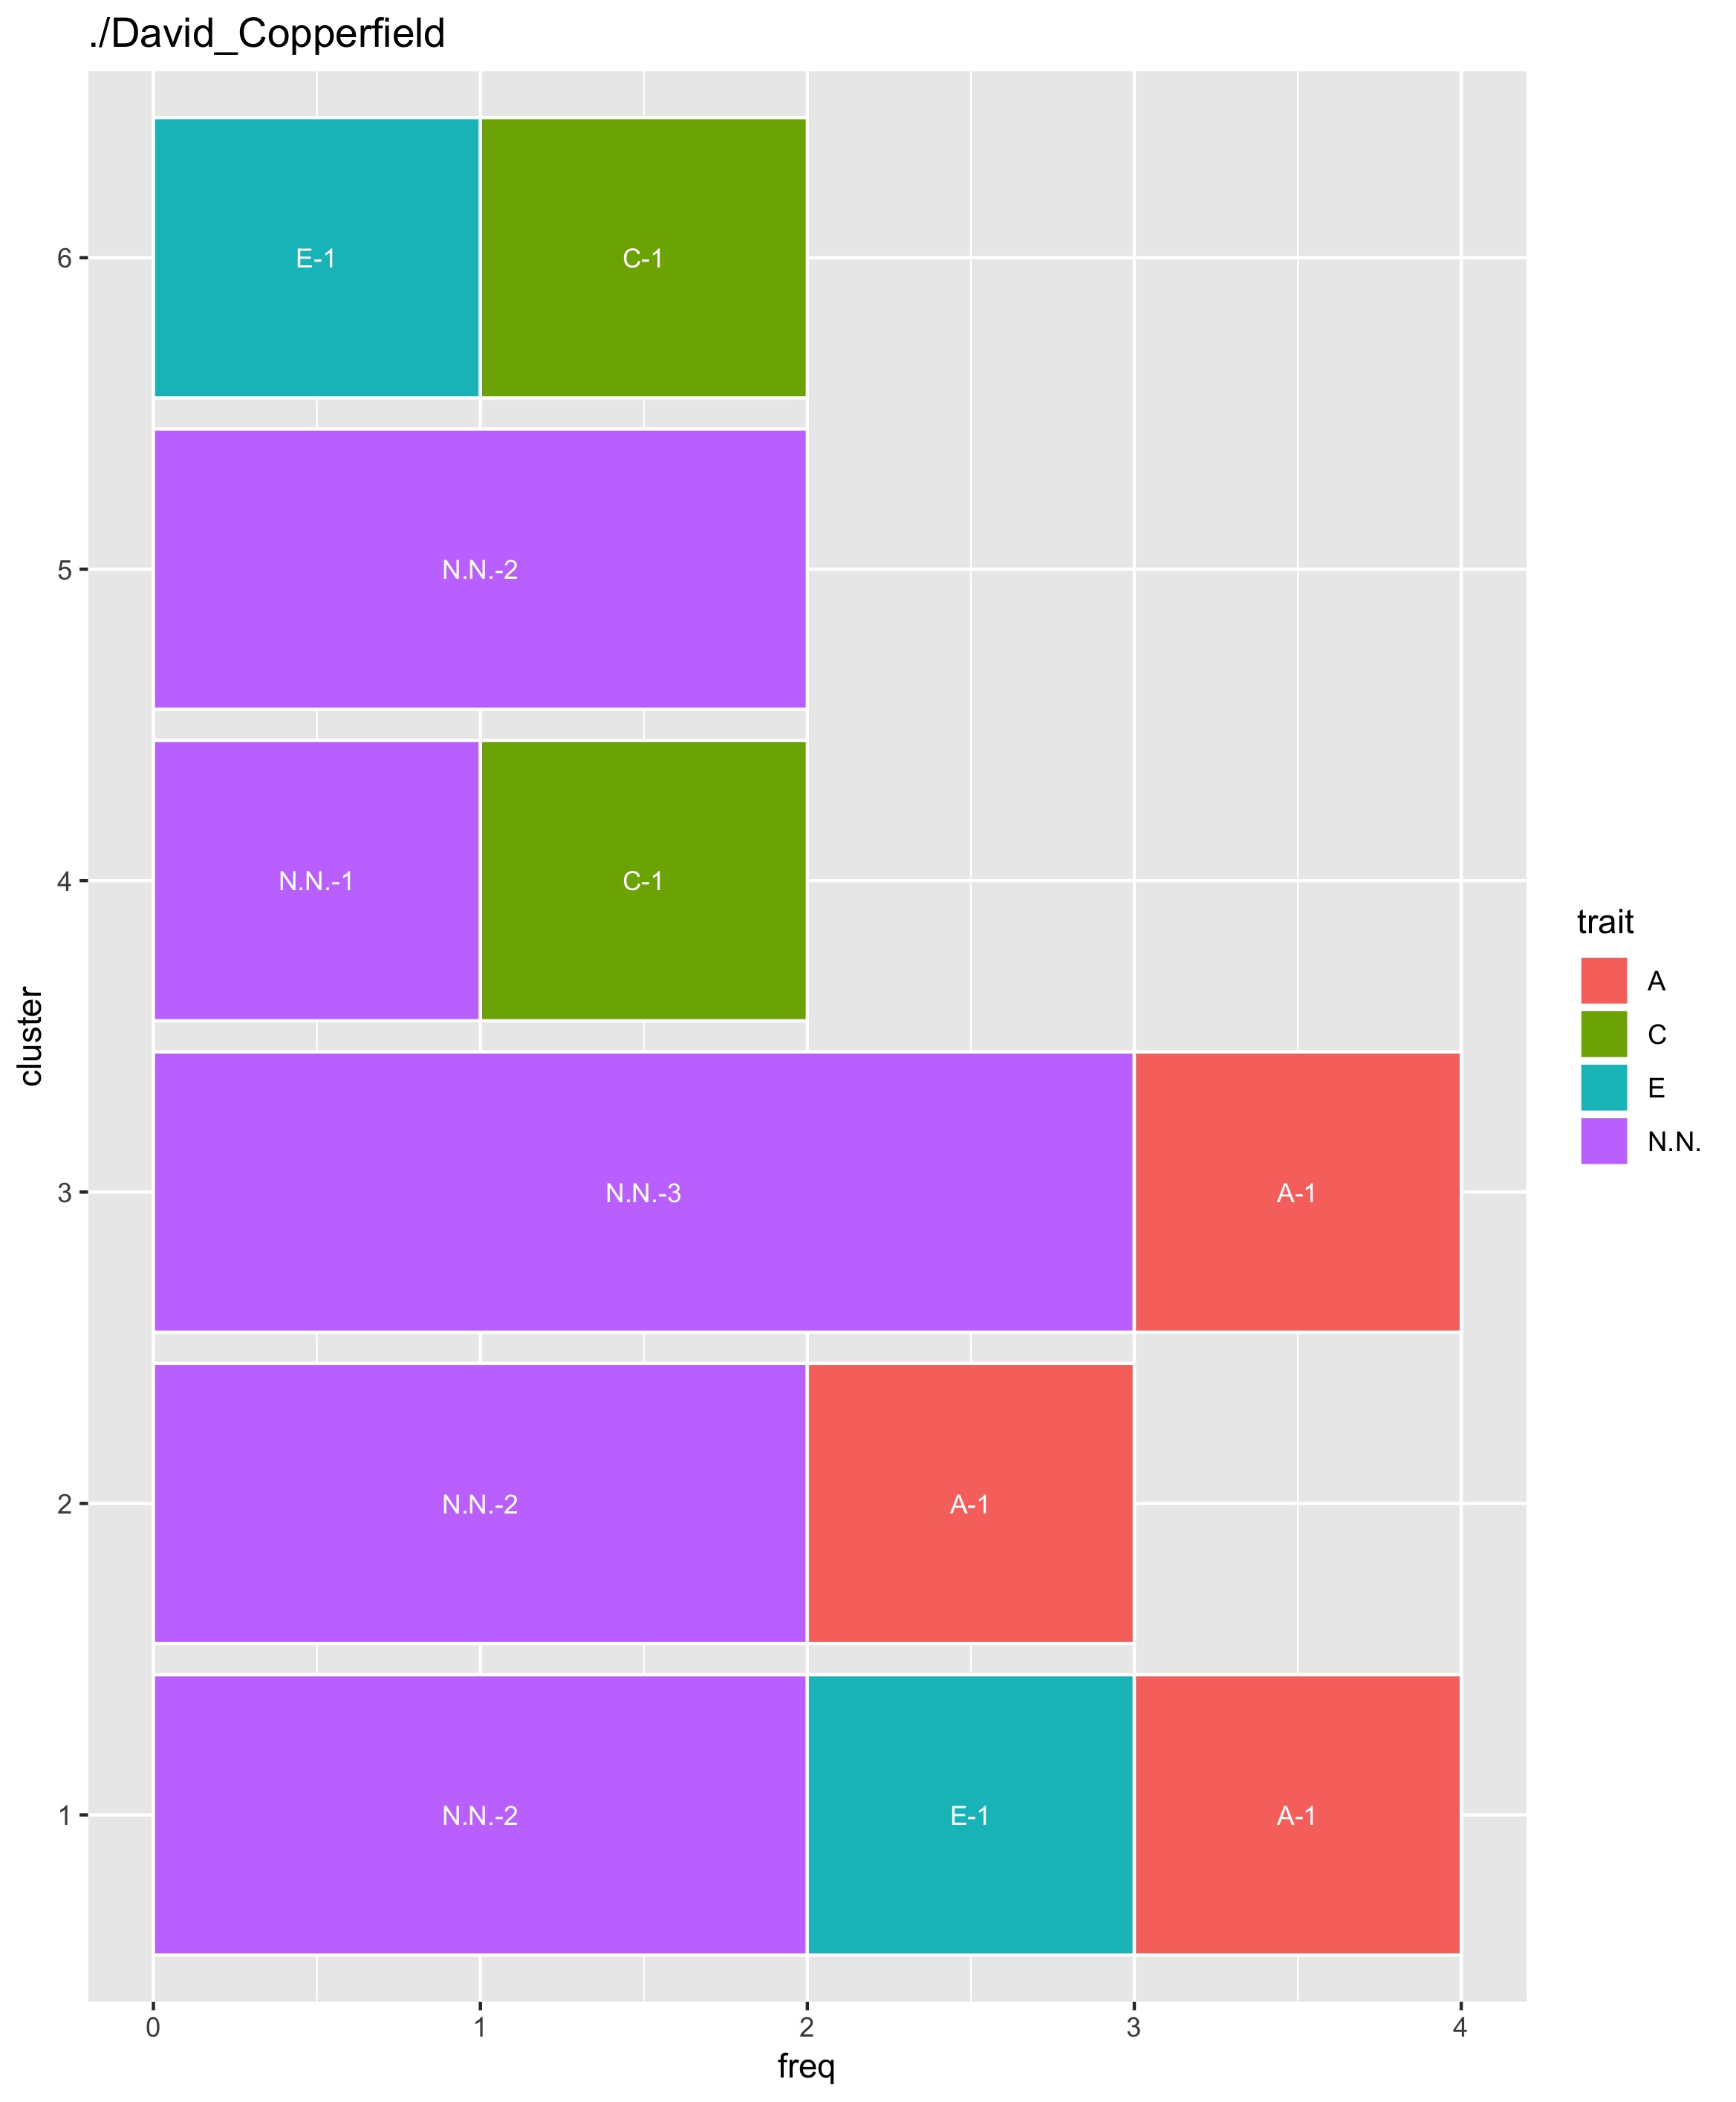 ./David_Copperfield
6
E-1
C-1
5
N.N.-2
4
N.N.-1
C-1
3
N.N.-3
A-1
2
N.N.-2
A-1
1
N.N.-2
E-1
A-1
0
1
2
3
4
freq
cluster
trait
A
C
E
N.N.